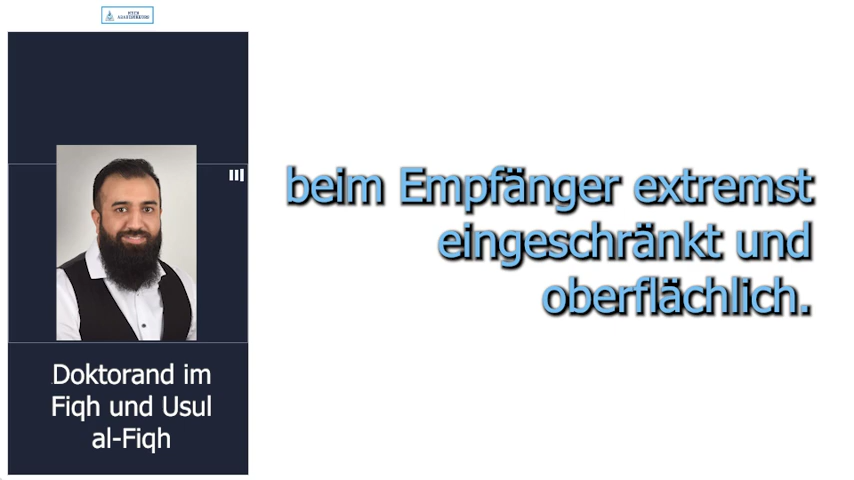 Doktorand im
Fiqh und Usul
al-Fiqh
beim Empfänger extremst
eingeschränkt und
oberflächlich.